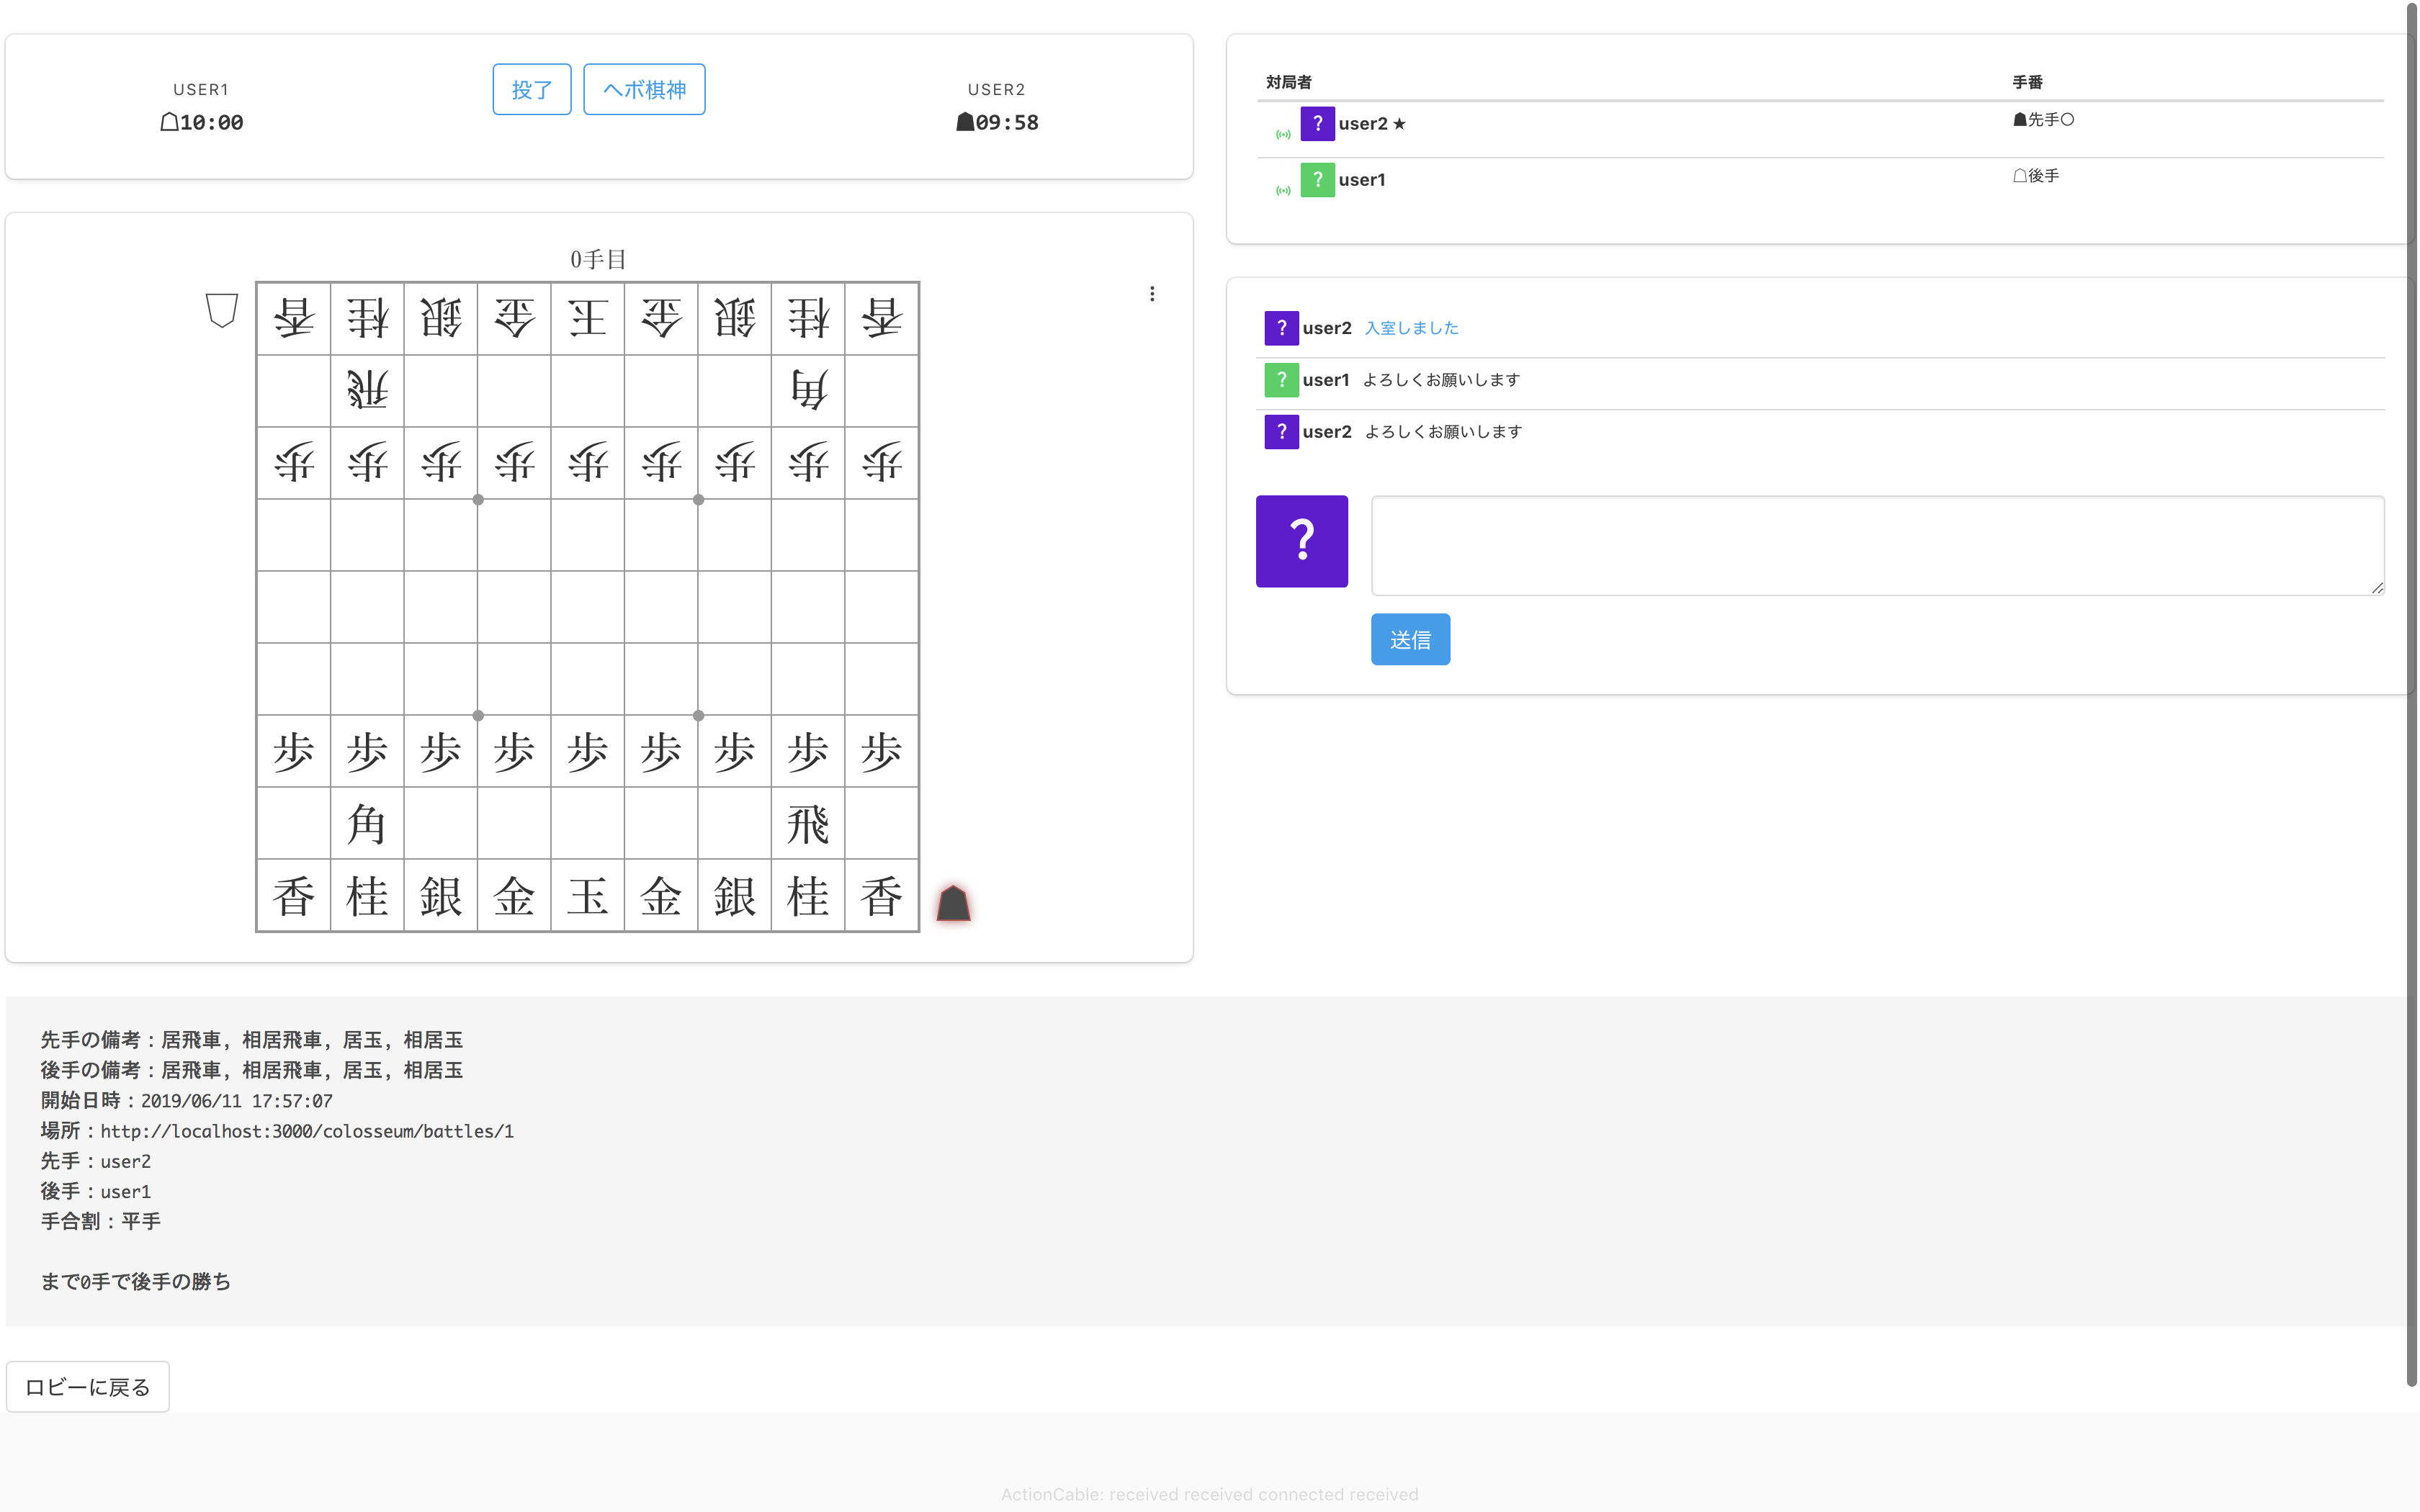 USER1
☖10:00
投了
ヘボ棋神
USER2
☗09:58
対局者 手番
? user2 ★ ☗先手〇
? user1 ☖後手
0手目
香桂銀金王金銀桂香
飛角
歩歩歩歩歩歩歩歩歩
歩歩歩歩歩歩歩歩歩
角飛
香桂銀金玉金銀桂香
? user2 入室しました
? user1 よろしくお願いします
? user2 よろしくお願いします
?
送信
先手の備考：居飛車, 相居飛車, 居玉, 相居玉
後手の備考：居飛車, 相居飛車, 居玉, 相居玉
開始日時：2019/06/11 17:57:07
場所：http://localhost:3000/colosseum/battles/1
先手：user2
後手：user1
手合割：平手
まで0手で後手の勝ち
ロビーに戻る
ActionCable: received received connected received